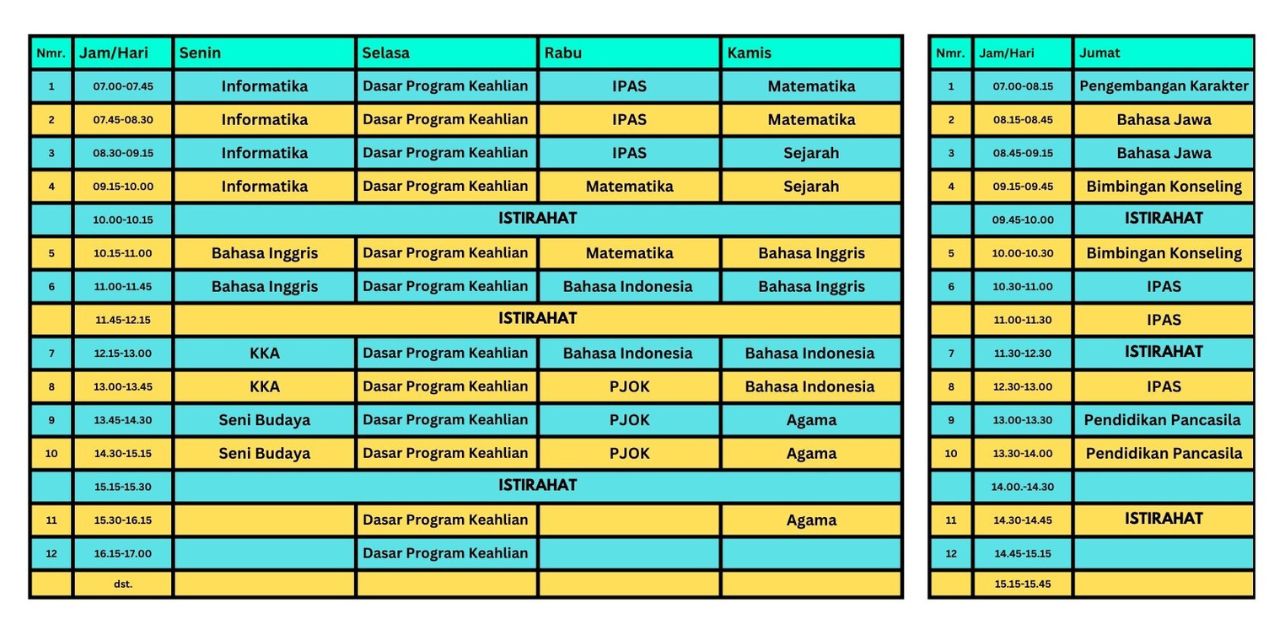 Nmr. Jam/Hari Senin Selasa Rabu Kamis
1 07.00-07.45 Informatika Dasar Program Keahlian IPAS Matematika
2 07.45-08.30 Informatika Dasar Program Keahlian IPAS Matematika
3 08.30-09.15 Informatika Dasar Program Keahlian IPAS Sejarah
4 09.15-10.00 Informatika Dasar Program Keahlian Matematika Sejarah
10.00-10.15 ISTIRAHAT
5 10.15-11.00 Bahasa Inggris Dasar Program Keahlian Matematika Bahasa Inggris
6 11.00-11.45 Bahasa Inggris Dasar Program Keahlian Bahasa Indonesia Bahasa Inggris
11.45-12.15 ISTIRAHAT
7 12.15-13.00 KKA Dasar Program Keahlian Bahasa Indonesia Bahasa Indonesia
8 13.00-13.45 KKA Dasar Program Keahlian PJOK Bahasa Indonesia
9 13.45-14.30 Seni Budaya Dasar Program Keahlian PJOK Agama
10 14.30-15.15 Seni Budaya Dasar Program Keahlian PJOK Agama
15.15-15.30 ISTIRAHAT
11 15.30-16.15 Dasar Program Keahlian Agama
12 16.15-17.00 Dasar Program Keahlian
dst.
Nmr. Jam/Hari Jumat
1 07.00-08.15 Pengembangan Karakter
2 08.15-08.45 Bahasa Jawa
3 08.45-09.15 Bahasa Jawa
4 09.15-09.45 Bimbingan Konseling
09.45-10.00 ISTIRAHAT
5 10.00-10.30 Bimbingan Konseling
6 10.30-11.00 IPAS
11.00-11.30 IPAS
7 11.30-12.30 ISTIRAHAT
8 12.30-13.00 IPAS
9 13.00-13.30 Pendidikan Pancasila
10 13.30-14.00 Pendidikan Pancasila
14.00.-14.30
11 14.30-14.45 ISTIRAHAT
12 14.45-15.15
15.15-15.45